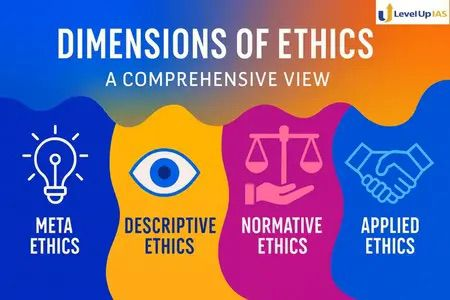 Level Up IAS
DIMENSIONS OF ETHICS
A COMPREHENSIVE VIEW
META
ETHICS
DESCRIPTIVE
ETHICS
NORMATIVE
ETHICS
APPLIED
ETHICS